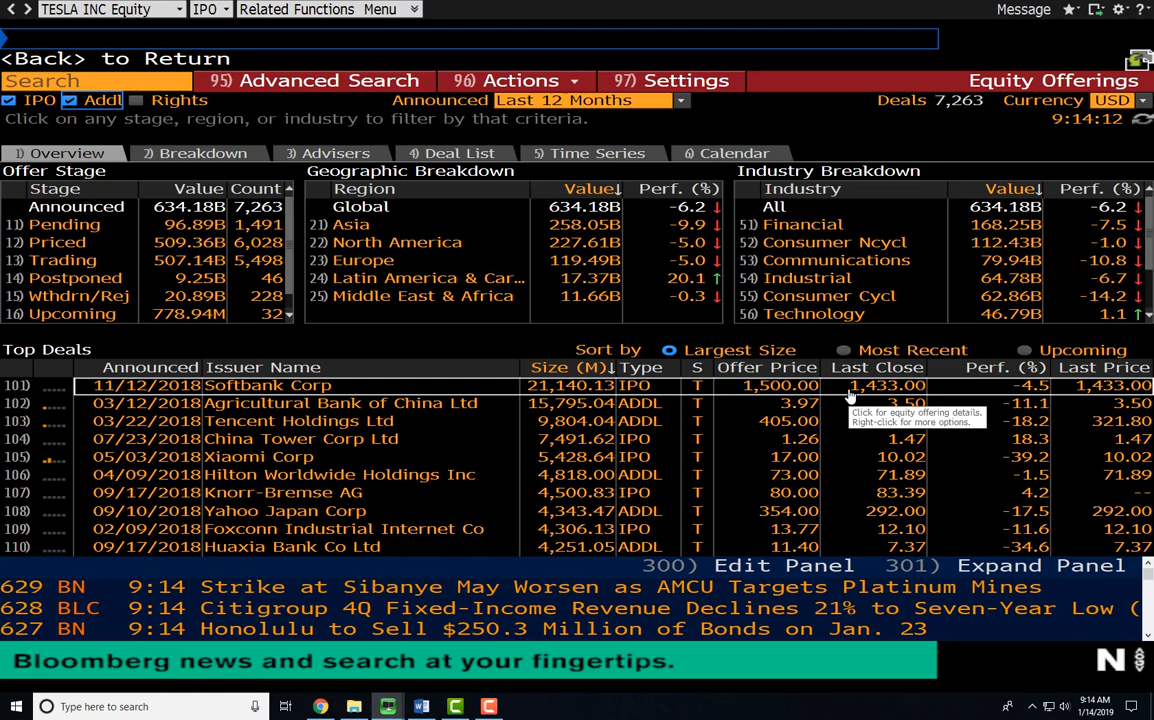 TESLA INC Equity IPO Related Functions Menu Message
<Back> to Return
Search 95) Advanced Search 96) Actions 97) Settings Equity Offerings
IPO Addl Rights Announced Last 12 Months Deals 7,263 Currency USD
Click on any stage, region, or industry to filter by that criteria. 9:14:12
1) Overview 2) Breakdown 3) Advisers 4) Deal List 5) Time Series 6) Calendar
Offer Stage Geographic Breakdown Industry Breakdown
Stage Value Count Region Value↓ Perf. (%) Industry Value↓ Perf. (%)
Announced 634.18B 7,263 Global 634.18B -6.2 ↓ All 634.18B -6.2 ↓
11) Pending 96.89B 1,491 21) Asia 258.05B -9.9 ↓ 51) Financial 168.25B -7.5 ↓
12) Priced 509.36B 6,028 22) North America 227.61B -5.0 ↓ 52) Consumer Ncycl 112.43B -1.0 ↓
13) Trading 507.14B 5,498 23) Europe 119.49B -5.0 ↓ 53) Communications 79.94B -10.8 ↓
14) Postponed 9.25B 46 24) Latin America & Car... 17.37B 20.1 ↑ 54) Industrial 64.78B -6.7 ↓
15) Wthdrn/Rej 20.89B 228 25) Middle East & Africa 11.66B -0.3 ↓ 55) Consumer Cycl 62.86B -14.2 ↓
16) Upcoming 778.94M 32 56) Technology 46.79B 1.1 ↑
Top Deals Sort by Largest Size Most Recent Upcoming
Announced Issuer Name Size (M)↓ Type S Offer Price Last Close Perf. (%) Last Price
101) 11/12/2018 Softbank Corp 21,140.13 IPO T 1,500.00 1,433.00 -4.5 1,433.00
102) 03/12/2018 Agricultural Bank of China Ltd 15,795.04 ADDL T 3.97 3.50 -11.1 3.50
103) 03/22/2018 Tencent Holdings Ltd 9,804.04 ADDL T 405.00 -18.2 321.80
Click for equity offering details.
Right-click for more options.
104) 07/23/2018 China Tower Corp Ltd 7,491.62 IPO T 1.26 1.47 18.3 1.47
105) 05/03/2018 Xiaomi Corp 5,428.64 IPO T 17.00 10.02 -39.2 10.02
106) 04/09/2018 Hilton Worldwide Holdings Inc 4,818.00 ADDL T 73.00 71.89 -1.5 71.89
107) 09/17/2018 Knorr-Bremse AG 4,500.83 IPO T 80.00 83.39 4.2 --
108) 09/10/2018 Yahoo Japan Corp 4,343.47 ADDL T 354.00 292.00 -17.5 292.00
109) 02/09/2018 Foxconn Industrial Internet Co 4,306.13 IPO T 13.77 12.10 -11.6 12.10
110) 09/17/2018 Huaxia Bank Co Ltd 4,251.05 ADDL T 11.40 7.37 -34.6 7.37
300) Edit Panel 301) Expand Panel
629 BN 9:14 Strike at Sibanye May Worsen as AMCU Targets Platinum Mines
628 BLC 9:14 Citigroup 4Q Fixed-Income Revenue Declines 21% to Seven-Year Low (
627 BN 9:14 Honolulu to Sell $250.3 Million of Bonds on Jan. 23
Bloomberg news and search at your fingertips. N
Type here to search 9:14 AM
1/14/2019